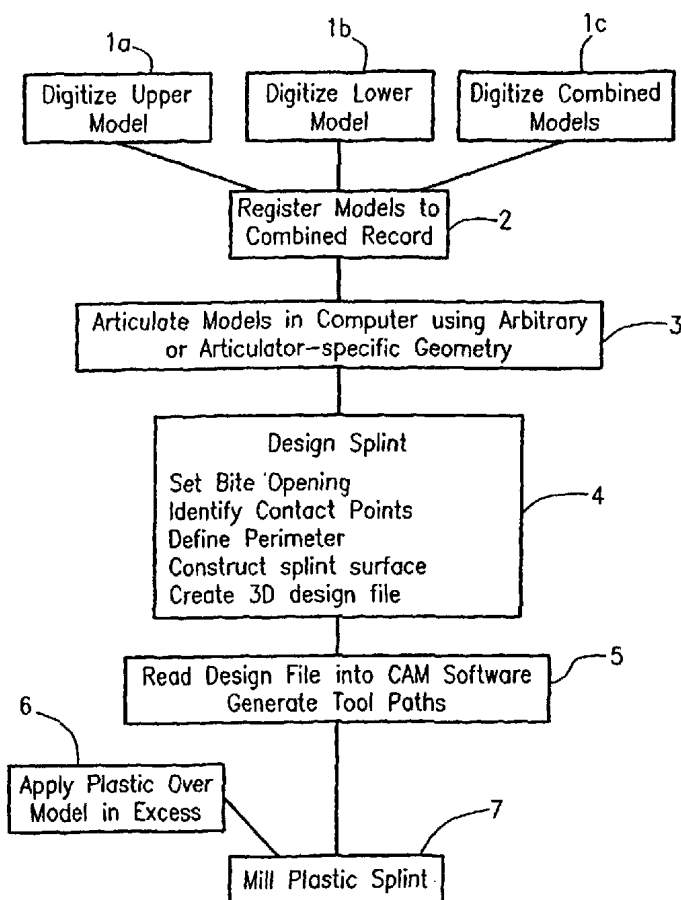 1a
1b
1c
Digitize Upper
Model
Digitize Lower
Model
Digitize Combined
Models
Register Models to
Combined Record
2
Articulate Models in Computer using Arbitrary
or Articulator-specific Geometry
3
Design Splint
Set Bite Opening
Identify Contact Points
Define Perimeter
Construct splint surface
Create 3D design file
4
Read Design File into CAM Software
Generate Tool Paths
5
6
Apply Plastic Over
Model in Excess
7
Mill Plastic Splint